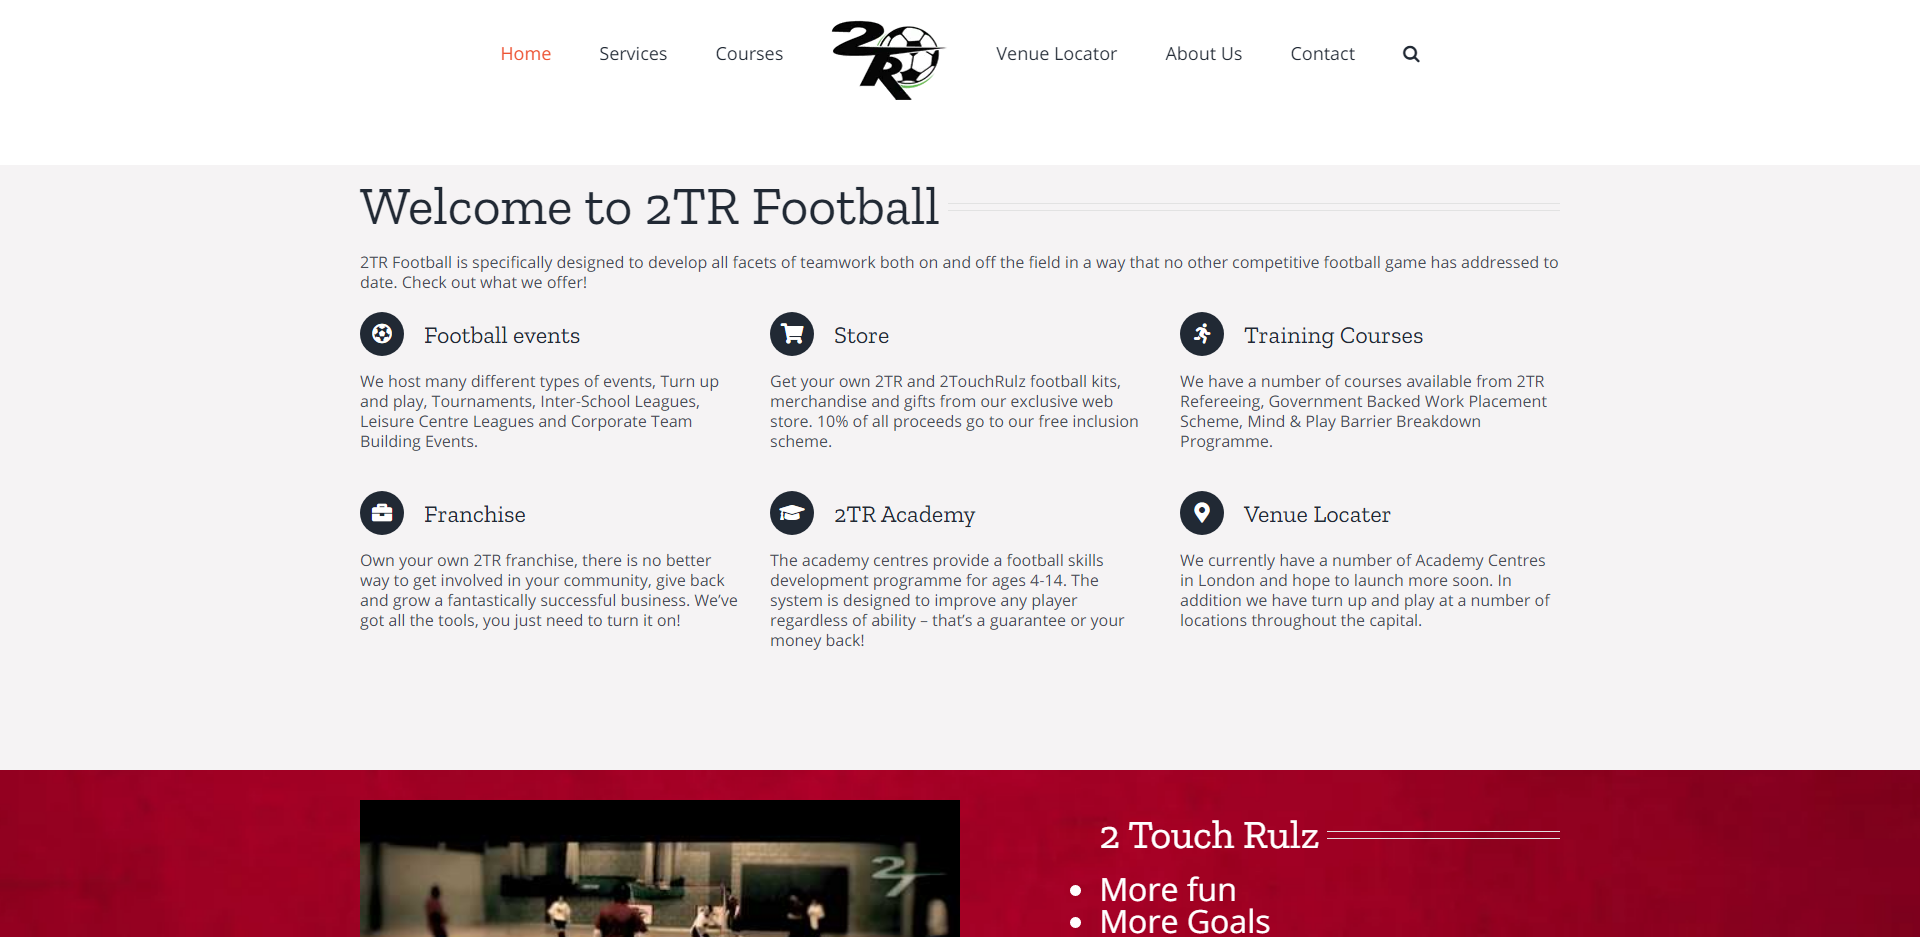 Home Services Courses 2TR Venue Locator About Us Contact
Welcome to 2TR Football
2TR Football is specifically designed to develop all facets of teamwork both on and off the field in a way that no other competitive football game has addressed to
date. Check out what we offer!
Football events
We host many different types of events, Turn up
and play, Tournaments, Inter-School Leagues,
Leisure Centre Leagues and Corporate Team
Building Events.
Store
Get your own 2TR and 2TouchRulz football kits,
merchandise and gifts from our exclusive web
store. 10% of all proceeds go to our free inclusion
scheme.
Training Courses
We have a number of courses available from 2TR
Refereeing, Government Backed Work Placement
Scheme, Mind & Play Barrier Breakdown
Programme.
Franchise
Own your own 2TR franchise, there is no better
way to get involved in your community, give back
and grow a fantastically successful business. We’ve
got all the tools, you just need to turn it on!
2TR Academy
The academy centres provide a football skills
development programme for ages 4-14. The
system is designed to improve any player
regardless of ability – that’s a guarantee or your
money back!
Venue Locater
We currently have a number of Academy Centres
in London and hope to launch more soon. In
addition we have turn up and play at a number of
locations throughout the capital.
2T
2 Touch Rulz
More fun
More Goals